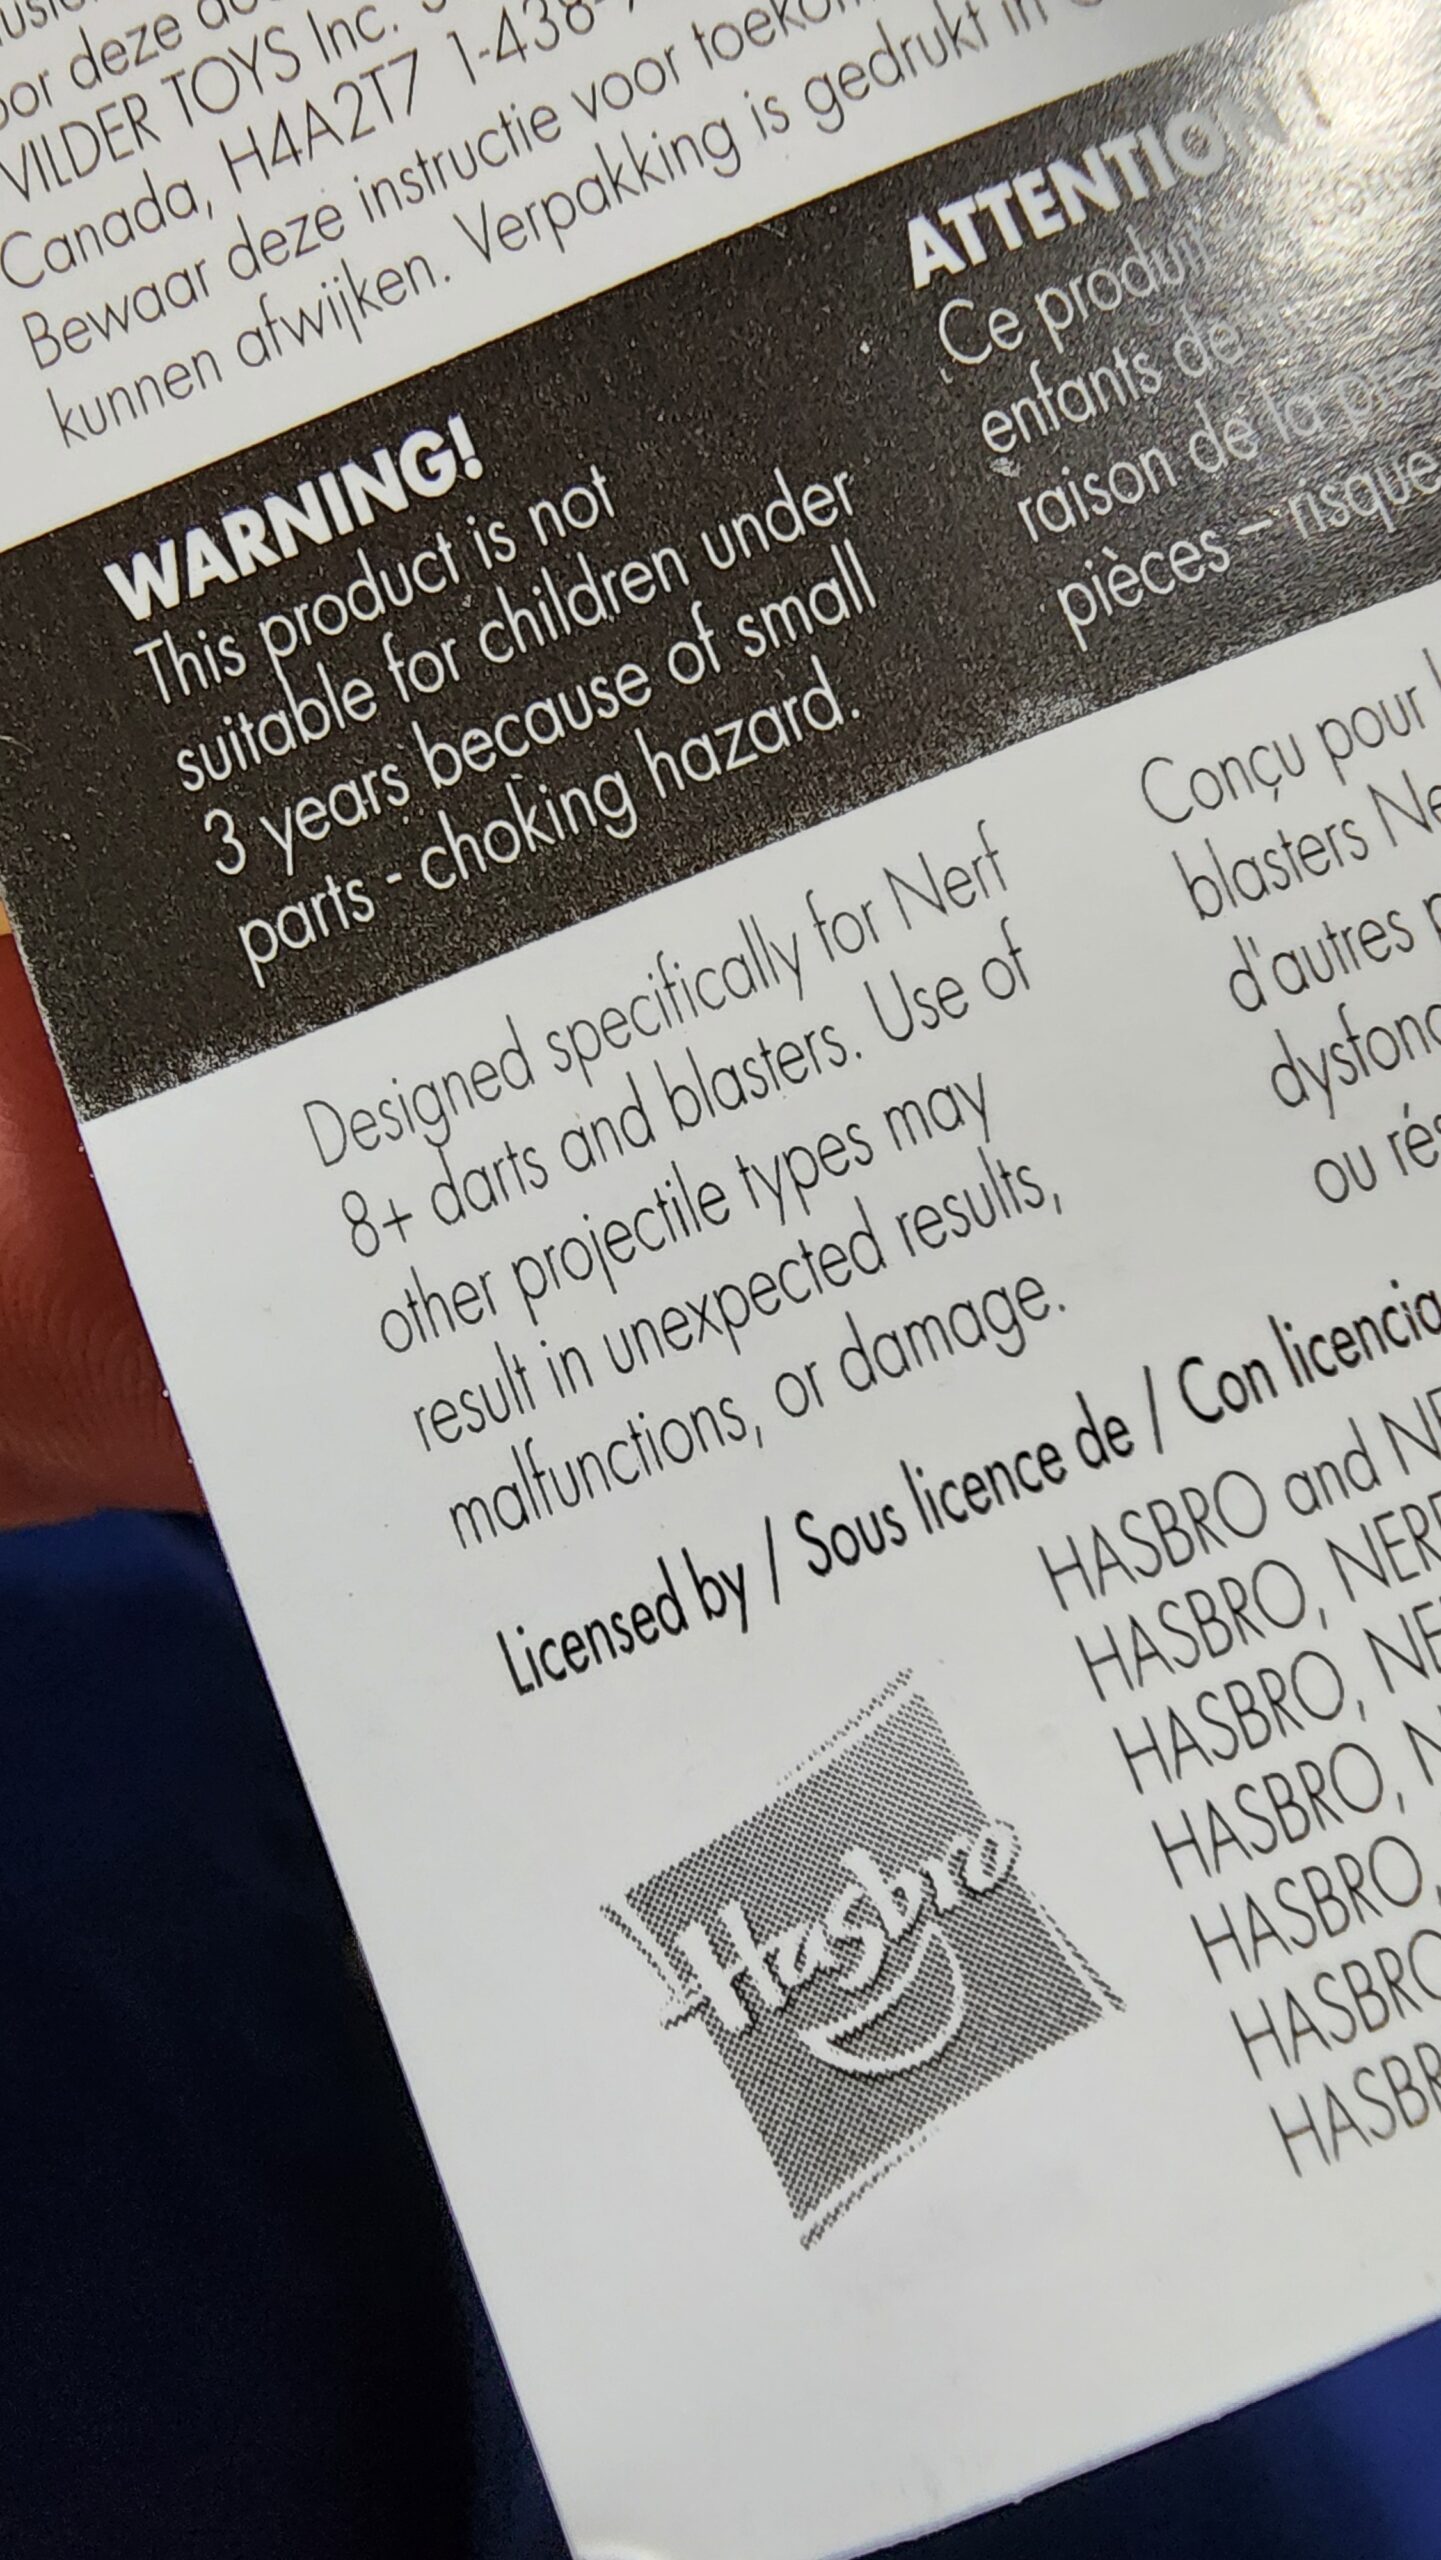 oor deze
VILDER TOYS Inc.
Canada, H4A2T7 1-438-
Bewaar deze instructie voor
kunnen afwijken. Verpakking is gedrukt in
WARNING!
This product is not
suitable for children under
3 years because of small
parts - choking hazard.
ATTENTION!
Ce produit
enfants de
raison de la
pièces – risque
Designed specifically for Nerf
8+ darts and blasters. Use of
other projectile types may
result in unexpected results,
malfunctions, or damage.
Conçu pour
blasters
d'autres
ou
Licensed by / Sous licence de / Con licencia
Hasbro
HASBRO and
HASBRO,
HASBRO,
HASBRO,
HASBRO,
HASBRO